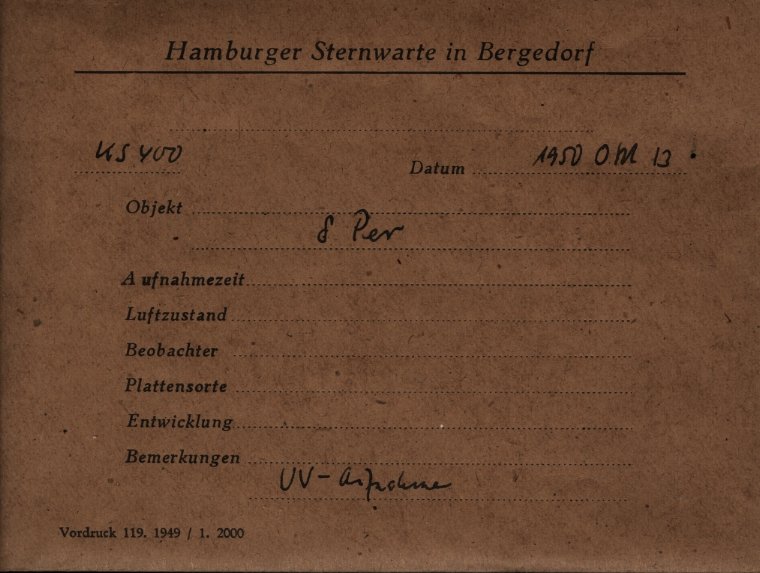 Hamburger Sternwarte in Bergedorf
KS 400
Datum 1950 Okt 13
Objekt
δ Per
Aufnahmezeit
Luftzustand
Beobachter
Plattensorte
Entwicklung
Bemerkungen
UV-Aufnahme
Vordruck 119. 1949 / 1. 2000